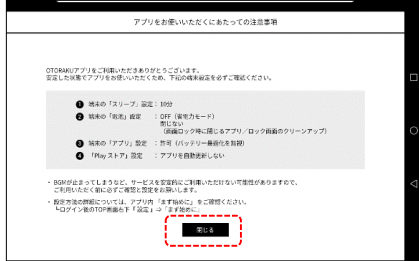 アプリをお使いいただくにあたっての注意事項
OTORAKUアプリをご利用いただきありがとうございます。
安定した状態でアプリをお使いいただくため、下記の端末設定を必ずご確認ください。
❶ 端末の「スリープ」設定：10分
❷ 端末の「電池」設定 ：OFF（省電力モード）
閉じない
（画面ロック時に閉じるアプリ／ロック画面のクリーンアップ）
❸ 端末の「アプリ」設定 ：許可（バッテリー最適化を無視）
❹ 「Play ストア」設定 ：アプリを自動更新しない
・BGMが止まってしまうなど、サービスを安定的にご利用いただけない可能性がありますので、
ご利用いただく前に必ずご確認と設定をお願いします。
・設定方法の詳細については、アプリ内「まず始めに」をご確認ください。
┗ログイン後のTOP画面右下「設定」⇒「まず始めに」
閉じる